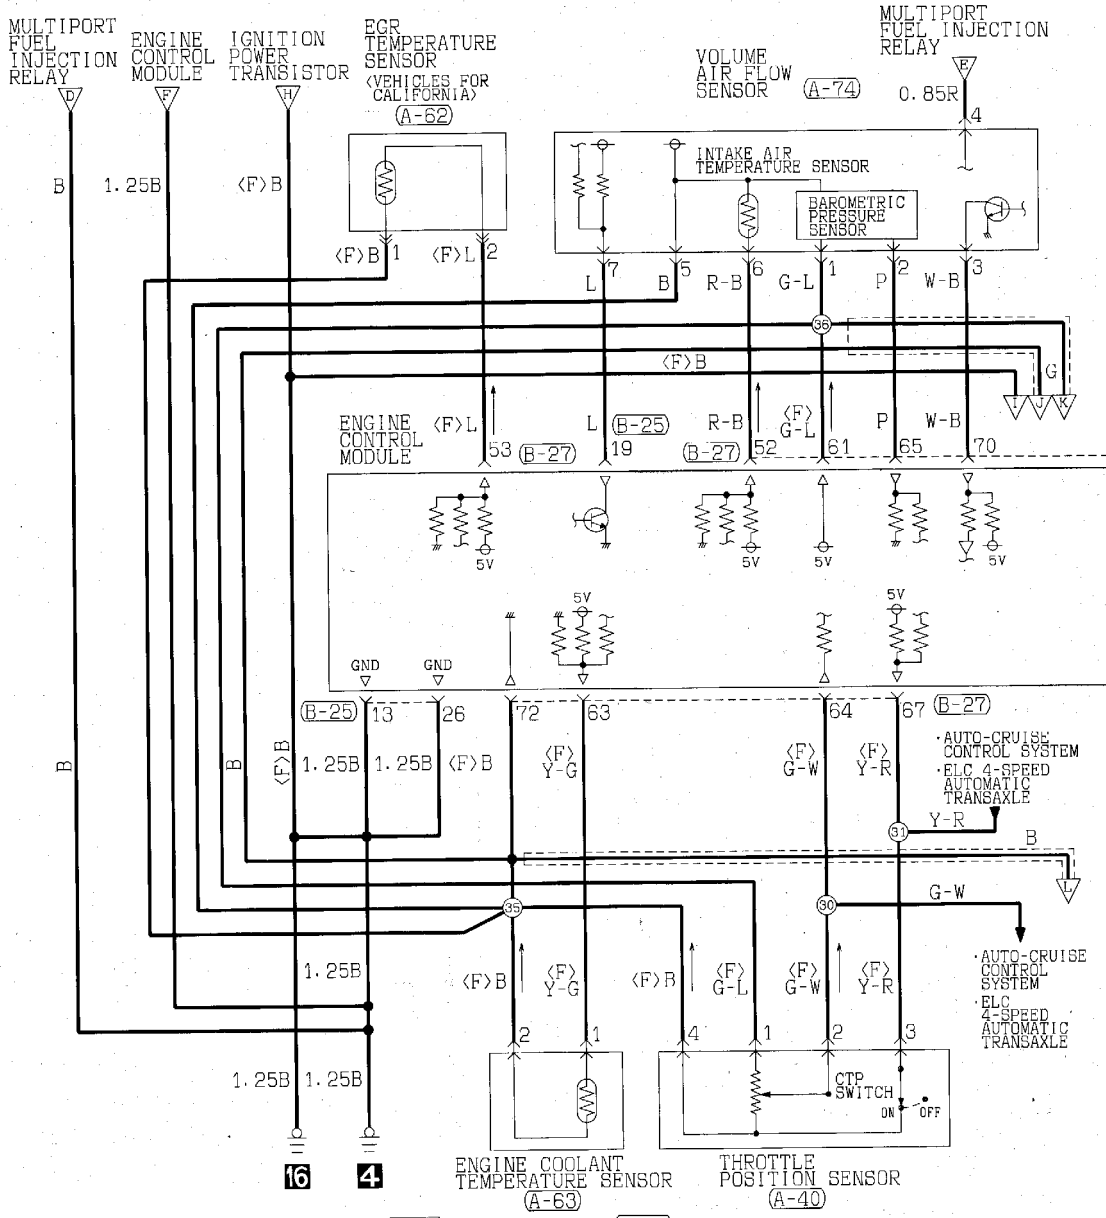 MULTIPORT
FUEL
INJECTION
RELAY
ENGINE
CONTROL
MODULE
IGNITION
POWER
TRANSISTOR
EGR
TEMPERATURE
SENSOR
<VEHICLES FOR
CALIFORNIA>
(A-62)
VOLUME
AIR FLOW
SENSOR
(A-74)
MULTIPORT
FUEL INJECTION
RELAY
D
F
H
E
0.85R
4
INTAKE AIR
TEMPERATURE SENSOR
BAROMETRIC
PRESSURE
SENSOR
B
1.25B
<F>B
<F>B
1
<F>L
2
L
7
B
5
R-B
6
G-L
1
P
2
W-B
3
36
<F>B
G
I
J
K
ENGINE
CONTROL
MODULE
<F>L
53
(B-27)
L
(B-25)
19
R-B
(B-27)
52
<F>
G-L
61
P
65
W-B
70
5V
5V
5V
5V
5V
5V
GND
GND
(B-25)
13
26
72
63
64
67
(B-27)
B
B
<F>B
1.25B
1.25B
<F>B
<F>
Y-G
<F>
G-W
<F>
Y-R
·AUTO-CRUISE
CONTROL SYSTEM
·ELC 4-SPEED
AUTOMATIC
TRANSAXLE
31
Y-R
B
L
35
30
G-W
1.25B
<F>B
<F>
Y-G
<F>B
<F>
G-L
<F>
G-W
<F>
Y-R
·AUTO-CRUISE
CONTROL
SYSTEM
·ELC
4-SPEED
AUTOMATIC
TRANSAXLE
2
1
4
1
2
3
1.25B
1.25B
CTP
SWITCH
ON
OFF
16
4
ENGINE COOLANT
TEMPERATURE SENSOR
(A-63)
THROTTLE
POSITION SENSOR
(A-40)